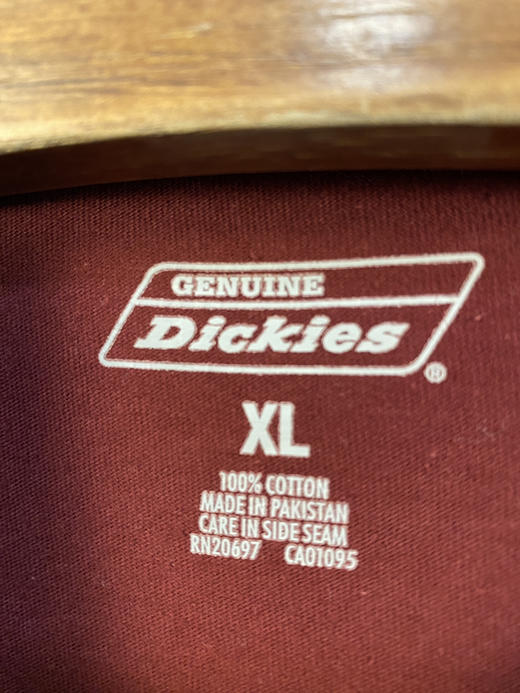 GENUINE
Dickies
®
XL
100% COTTON
MADE IN PAKISTAN
CARE IN SIDE SEAM
RN20697 CA01095